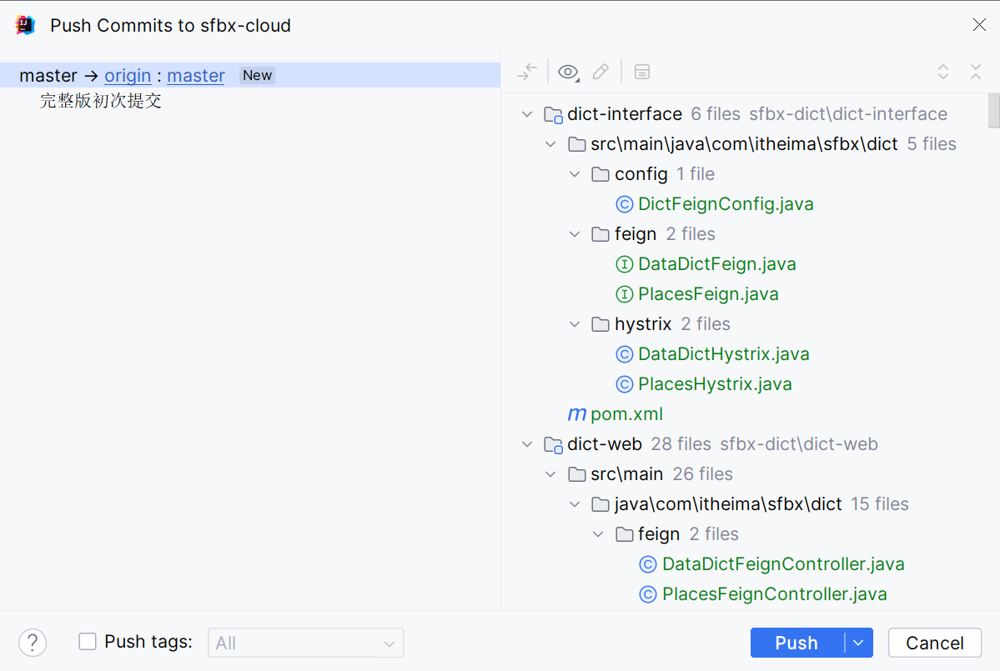 Push Commits to sfbx-cloud
master → origin : master New
完整版初次提交
dict-interface 6 files sfbx-dict\dict-interface
src\main\java\com\itheima\sfbx\dict 5 files
config 1 file
DictFeignConfig.java
feign 2 files
DataDictFeign.java
PlacesFeign.java
hystrix 2 files
DataDictHystrix.java
PlacesHystrix.java
pom.xml
dict-web 28 files sfbx-dict\dict-web
src\main 26 files
java\com\itheima\sfbx\dict 15 files
feign 2 files
DataDictFeignController.java
PlacesFeignController.java
? Push tags: All Push Cancel